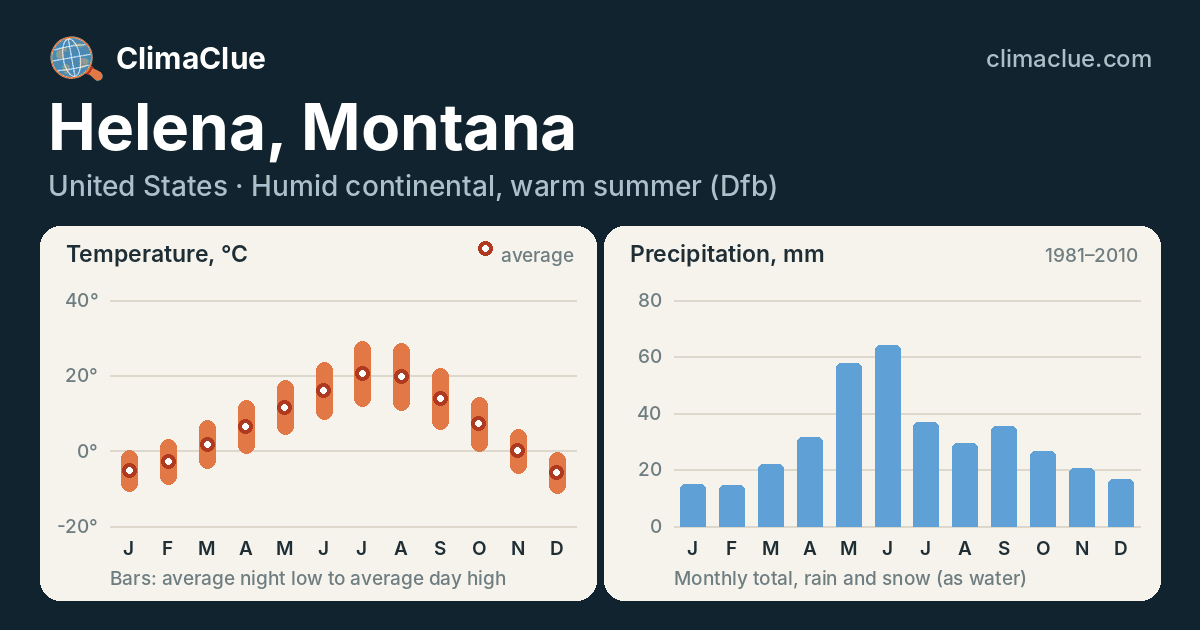 ClimaClue
climaclue.com
Helena, Montana
United States · Humid continental, warm summer (Dfb)
Temperature, °C
average
40°
20°
0°
-20°
J F M A M J J A S O N D
Bars: average night low to average day high
Precipitation, mm
1981–2010
80
60
40
20
0
J F M A M J J A S O N D
Monthly total, rain and snow (as water)